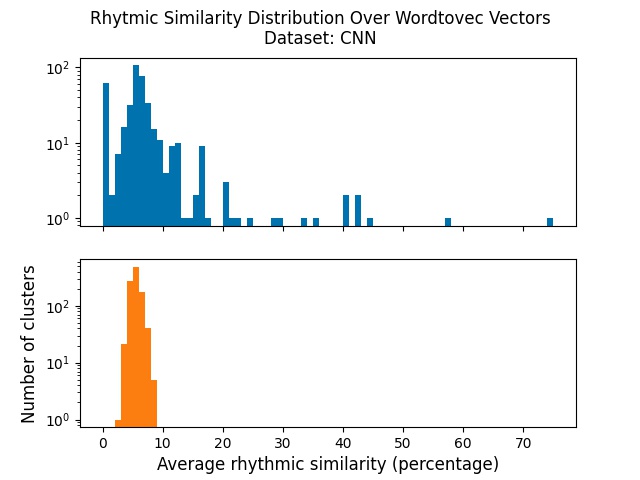 Rhytmic Similarity Distribution Over Wordtovec Vectors
Dataset: CNN
10²
10¹
10⁰
Number of clusters
10²
10¹
10⁰
0 10 20 30 40 50 60 70
Average rhythmic similarity (percentage)